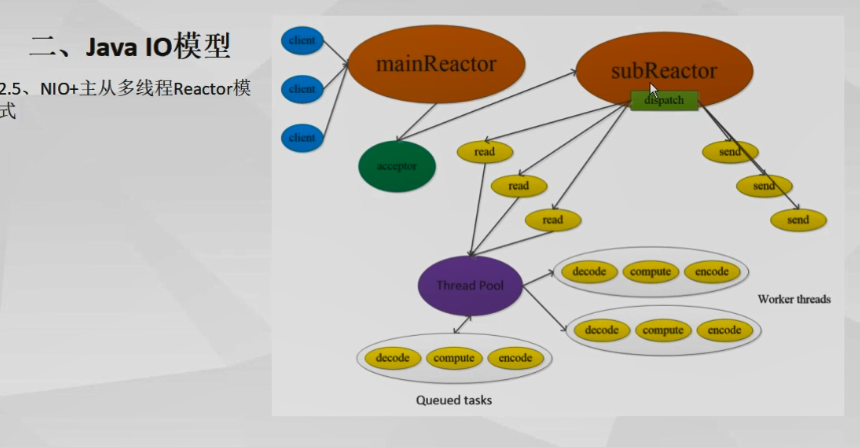 二、Java IO模型
2.5、NIO+主从多线程Reactor模
式
client
client
client
mainReactor
subReactor
dispatch
acceptor
read
read
read
send
send
send
Thread Pool
decode compute encode
decode compute encode
Worker threads
decode compute encode
Queued tasks